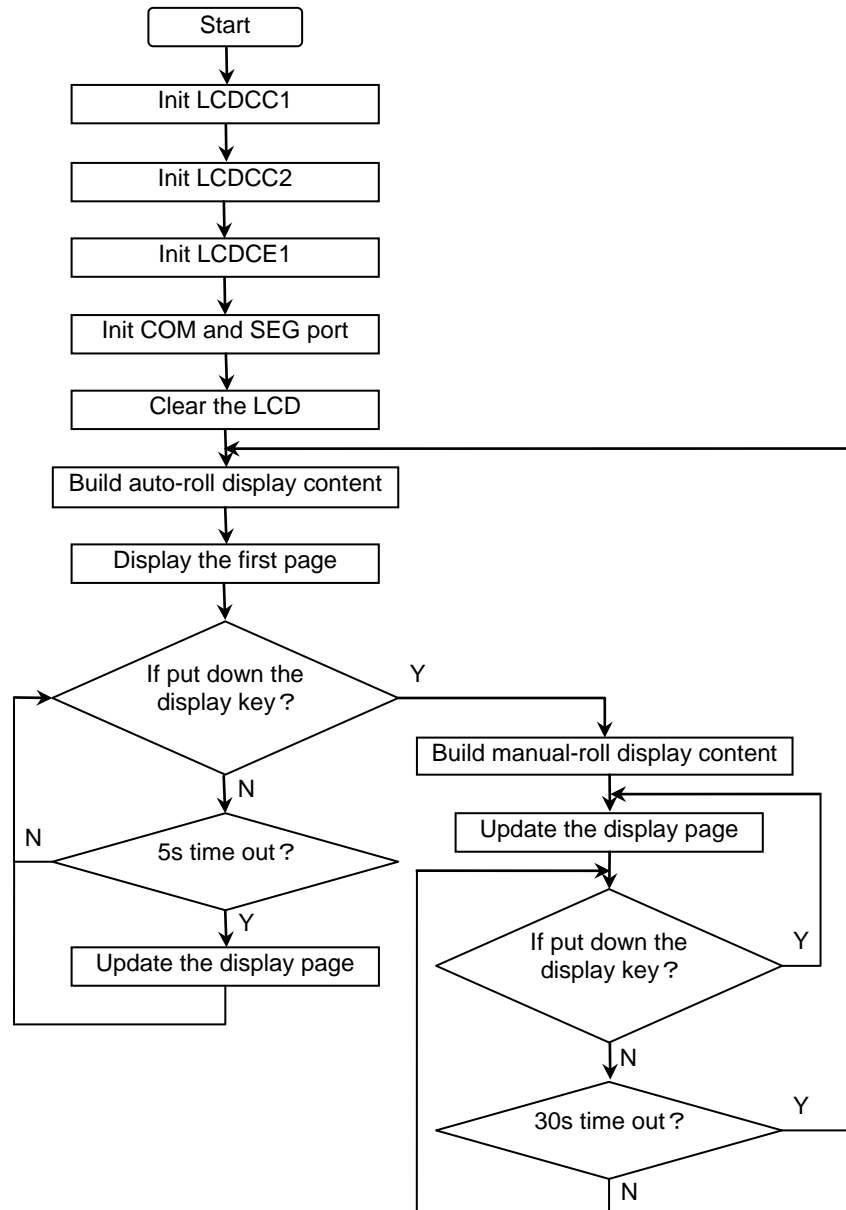 Start
Init LCDCC1
Init LCDCC2
Init LCDCE1
Init COM and SEG port
Clear the LCD
Build auto-roll display content
Display the first page
If put down the
display key？
Y
N
5s time out？
N
Y
Update the display page
Build manual-roll display content
Update the display page
If put down the
display key？
Y
N
30s time out？
Y
N